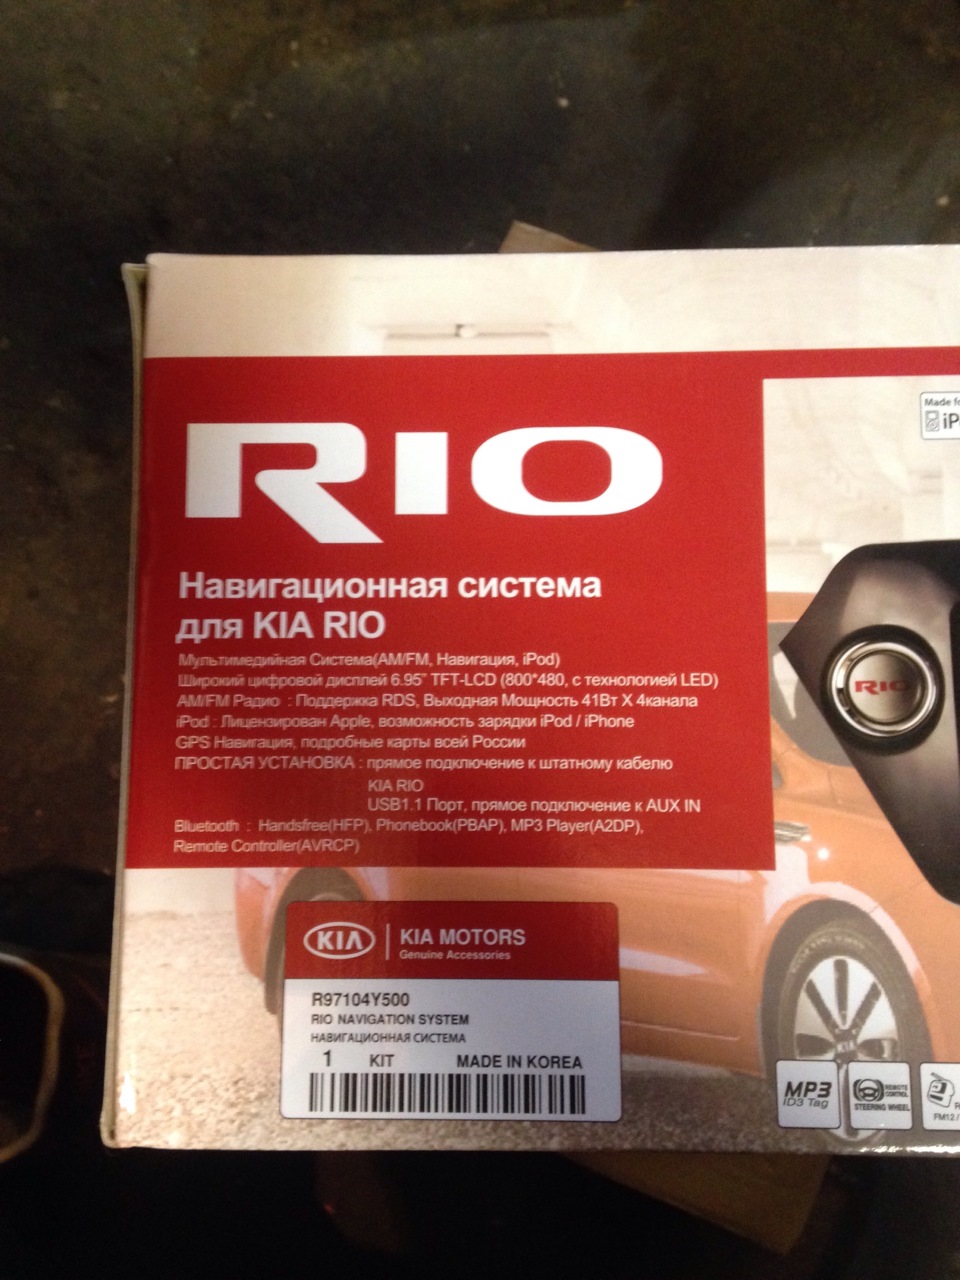 RIO
Навигационная система
для KIA RIO
Мультимедийная Система(AM/FM, Навигация, iPod)
Широкий цифровой дисплей 6.95" TFT-LCD (800*480, с технологией LED)
AM/FM Радио : Поддержка RDS, Выходная Мощность 41Вт X 4канала
iPod : Лицензирован Apple, возможность зарядки iPod / iPhone
GPS Навигация, подробные карты всей России
ПРОСТАЯ УСТАНОВКА : прямое подключение к штатному кабелю
KIA RIO
USB1.1 Порт, прямое подключение к AUX IN
Bluetooth : Handsfree(HFP), Phonebook(PBAP), MP3 Player(A2DP),
Remote Controller(AVRCP)
Made
RIO
KIA
KIA MOTORS
Genuine Accessories
R97104Y500
RIO NAVIGATION SYSTEM
НАВИГАЦИОННАЯ СИСТЕМА
1 KIT MADE IN KOREA
KIA
MP3
ID3 Tag
REMOTE
CONTROL
STEERING WHEEL